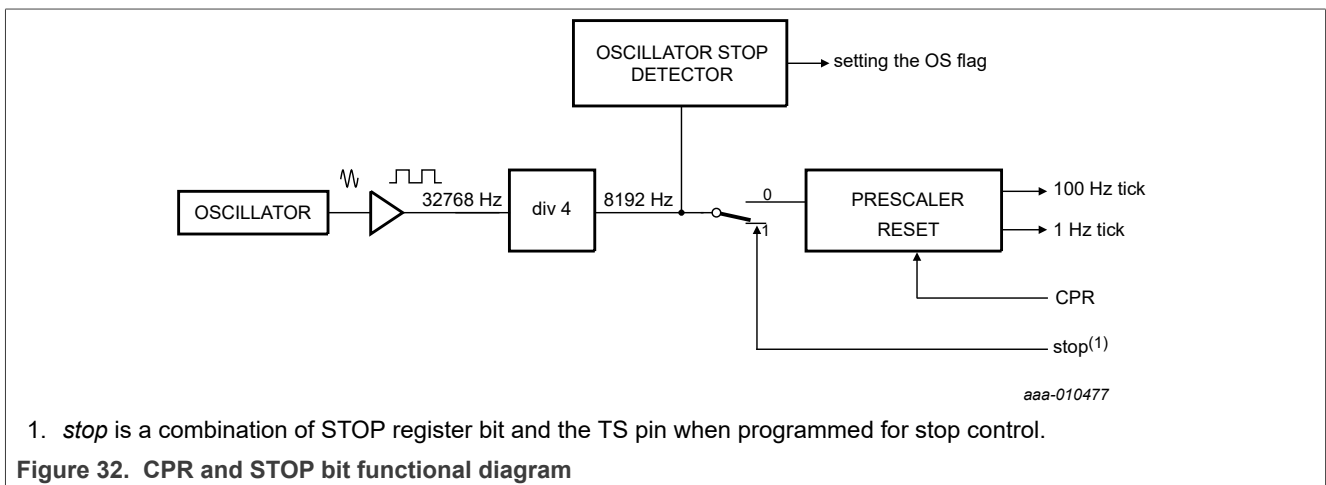 OSCILLATOR STOP
DETECTOR
setting the OS flag
OSCILLATOR
32768 Hz
div 4
8192 Hz
0
1
PRESCALER
RESET
100 Hz tick
1 Hz tick
CPR
stop(1)
aaa-010477
1. stop is a combination of STOP register bit and the TS pin when programmed for stop control.
Figure 32. CPR and STOP bit functional diagram